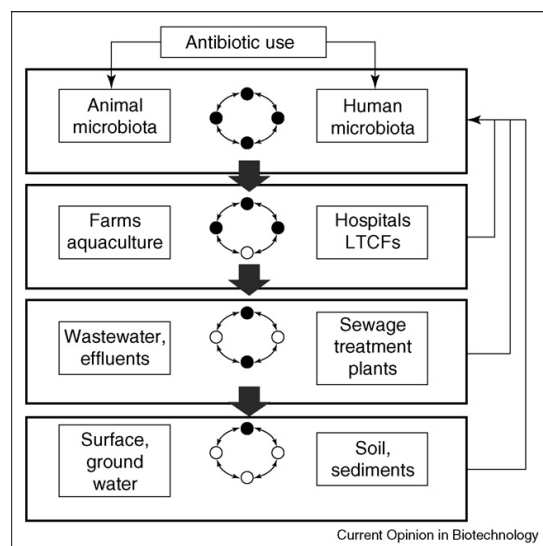 Antibiotic use
Animal
microbiota
Human
microbiota
Farms
aquaculture
Hospitals
LTCFs
Wastewater,
effluents
Sewage
treatment
plants
Surface,
ground
water
Soil,
sediments
Current Opinion in Biotechnology